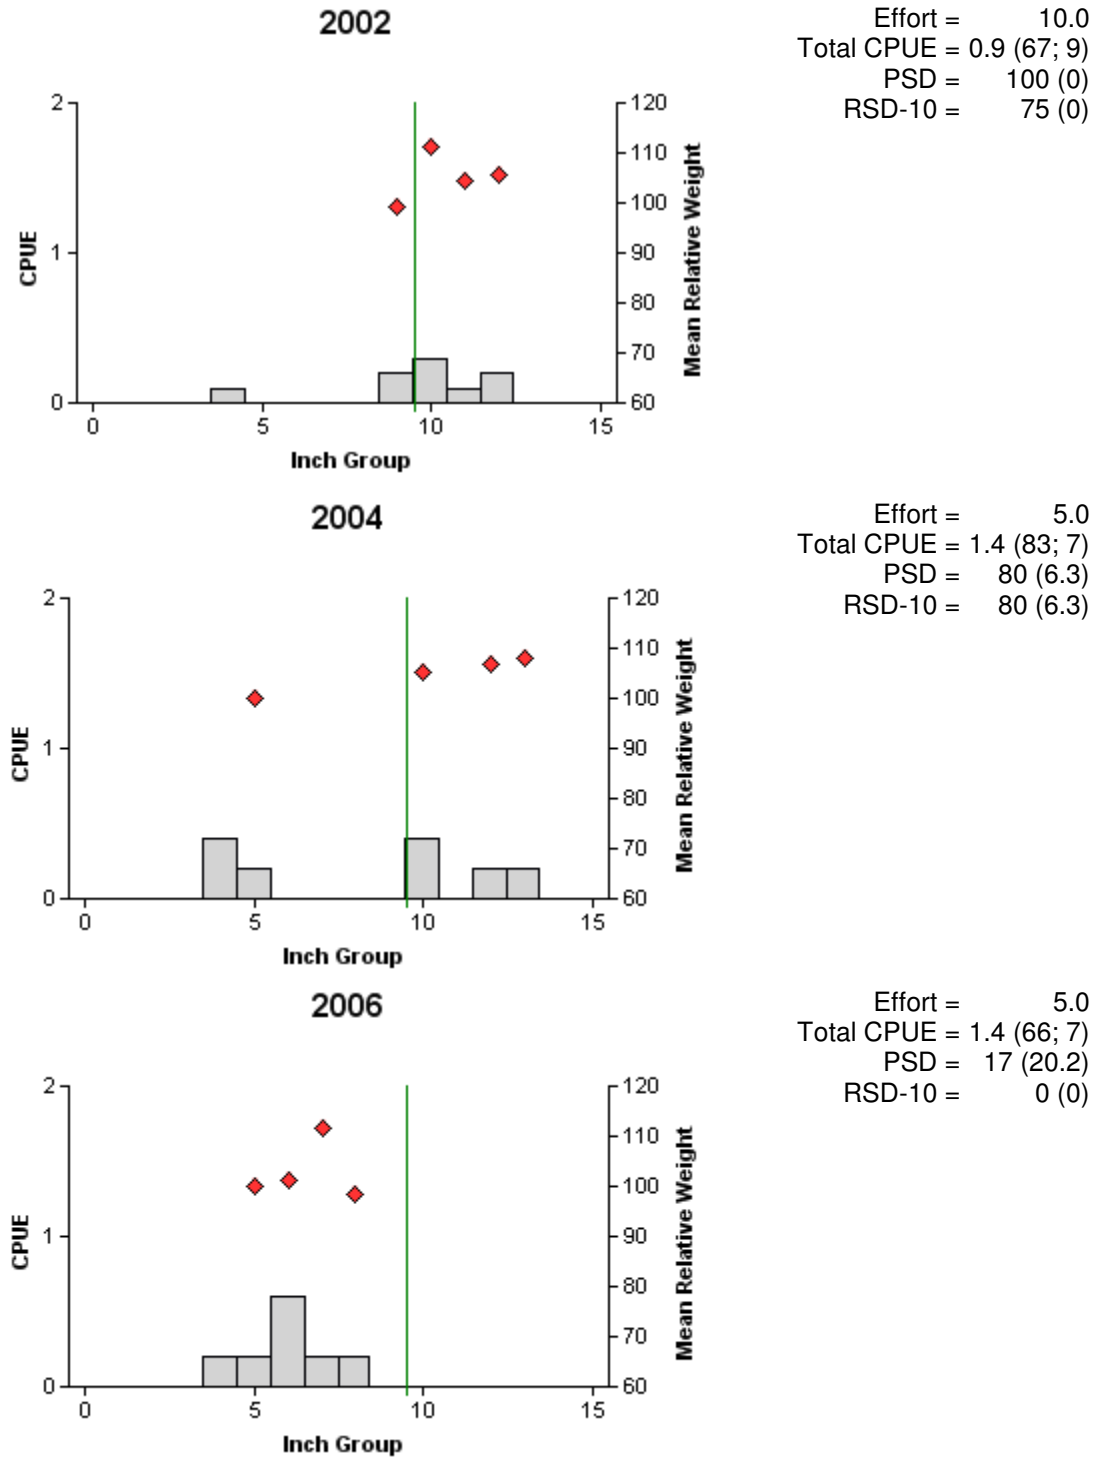 2002
Effort = 10.0
Total CPUE = 0.9 (67; 9)
PSD = 100 (0)
RSD-10 = 75 (0)
2 120
110
100
1 90
80
70
0 60
CPUE
Mean Relative Weight
0 5 10 15
Inch Group
2004
Effort = 5.0
Total CPUE = 1.4 (83; 7)
PSD = 80 (6.3)
RSD-10 = 80 (6.3)
2 120
110
100
1 90
80
70
0 60
CPUE
Mean Relative Weight
0 5 10 15
Inch Group
2006
Effort = 5.0
Total CPUE = 1.4 (66; 7)
PSD = 17 (20.2)
RSD-10 = 0 (0)
2 120
110
100
1 90
80
70
0 60
CPUE
Mean Relative Weight
0 5 10 15
Inch Group